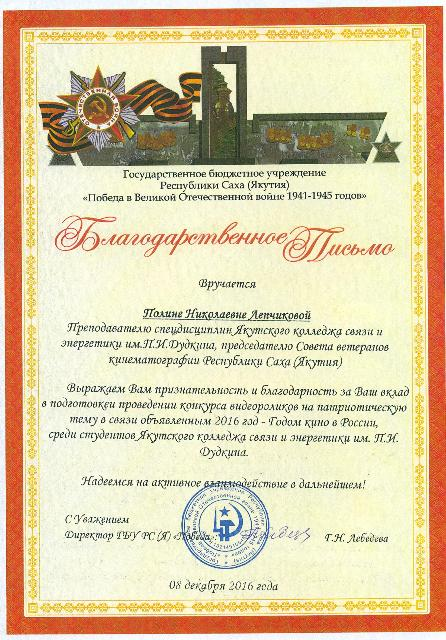 Государственное бюджетное учреждение
Республики Саха (Якутия)
«Победа в Великой Отечественной войне 1941-1945 годов»
Благодарственное Письмо
Вручается
Полине Николаевне Лепчиковой
Преподавателю спецдисциплин Якутского колледжа связи и
энергетики им.П.И.Дудкина, председателю Совета ветеранов
кинематографии Республики Саха (Якутия)
Выражаем Вам признательность и благодарность за Ваш вклад
в подготовкеи проведении конкурса видеороликов на патриотическую
тему в связи объявленным 2016 год - Годом кино в России,
среди студентов Якутского колледжа связи и энергетики им. П.И.
Дудкина.
Надеемся на активное взаимодействие в дальнейшем!
С Уважением
Директор ГБУ РС (Я) «Победа»
Г.Н. Лебедева
08 декабря 2016 года